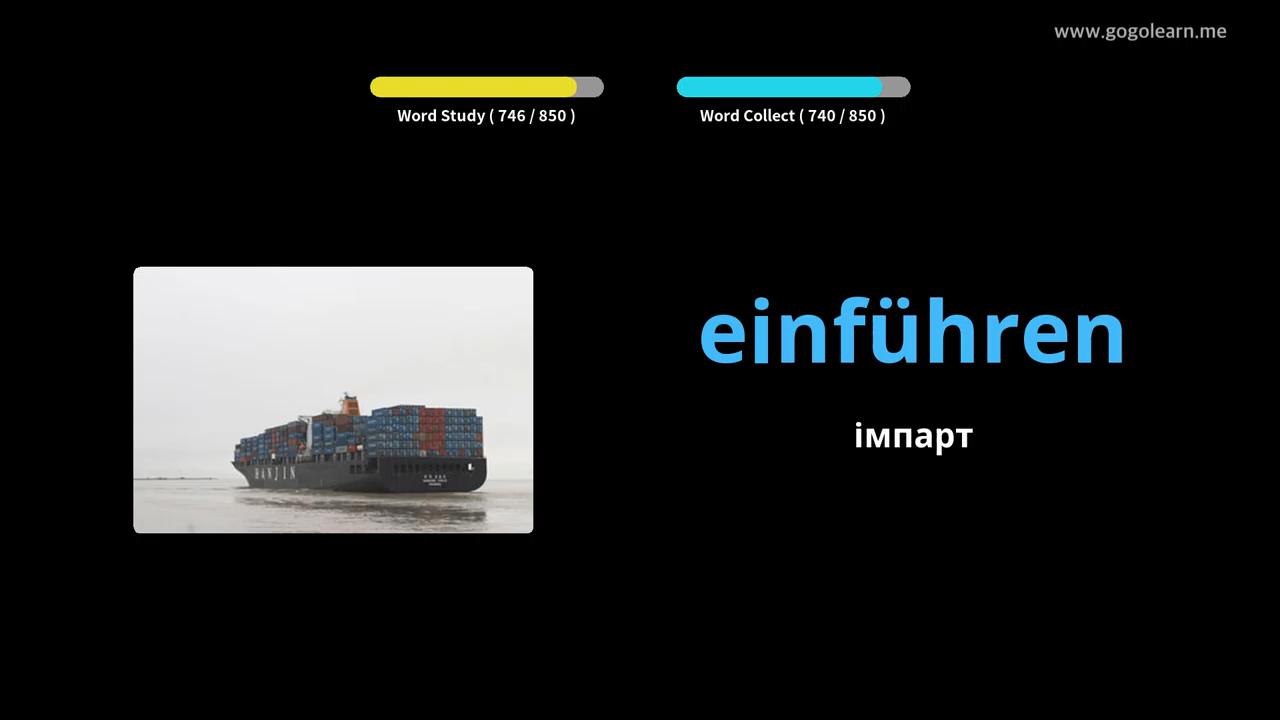 www.gogolearn.me
Word Study ( 746 / 850 )
Word Collect ( 740 / 850 )
einführen
імпарт
HANJIN